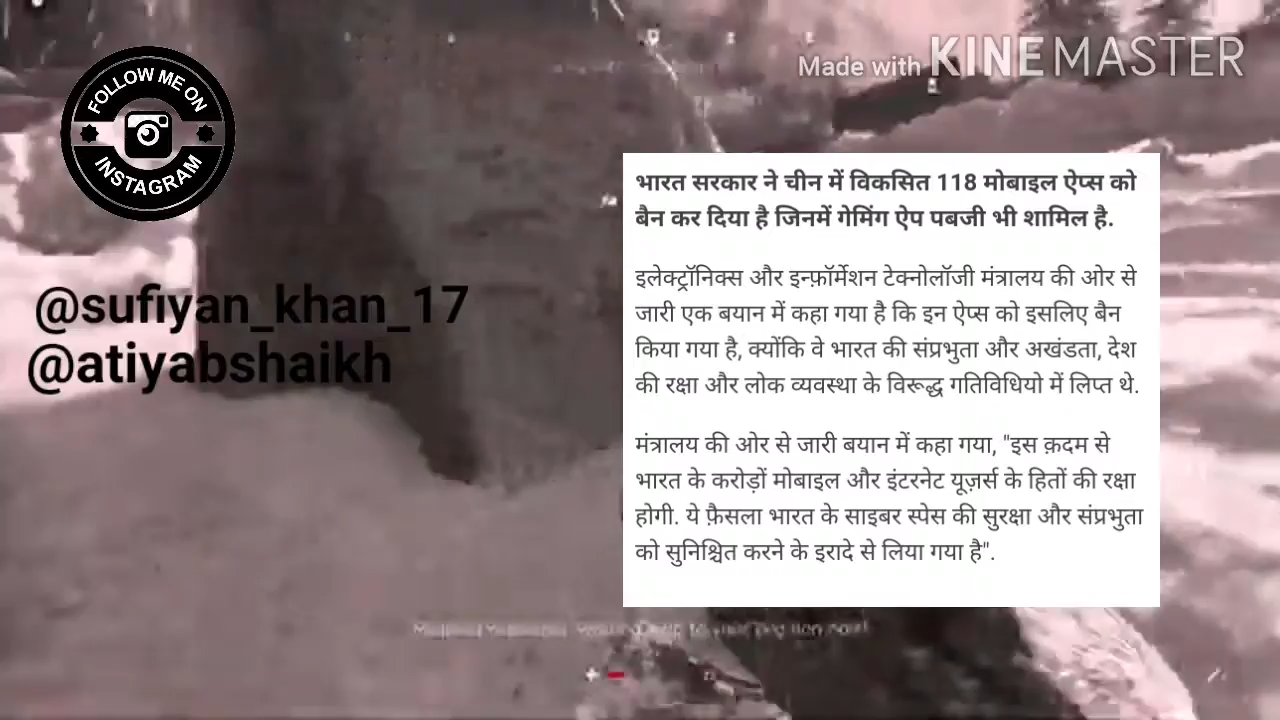 FOLLOW ME ON
INSTAGRAM
Made with KINEMASTER
@sufiyan_khan_17
@atiyabshaikh
भारत सरकार ने चीन में विकसित 118 मोबाइल ऐप्स को
बैन कर दिया है जिनमें गेमिंग ऐप पबजी भी शामिल है.
इलेक्ट्रॉनिक्स और इन्फ़ॉर्मेशन टेक्नोलॉजी मंत्रालय की ओर से
जारी एक बयान में कहा गया है कि इन ऐप्स को इसलिए बैन
किया गया है, क्योंकि वे भारत की संप्रभुता और अखंडता, देश
की रक्षा और लोक व्यवस्था के विरूद्ध गतिविधियो में लिप्त थे.
मंत्रालय की ओर से जारी बयान में कहा गया, "इस क़दम से
भारत के करोड़ों मोबाइल और इंटरनेट यूज़र्स के हितों की रक्षा
होगी. ये फ़ैसला भारत के साइबर स्पेस की सुरक्षा और संप्रभुता
को सुनिश्चित करने के इरादे से लिया गया है".